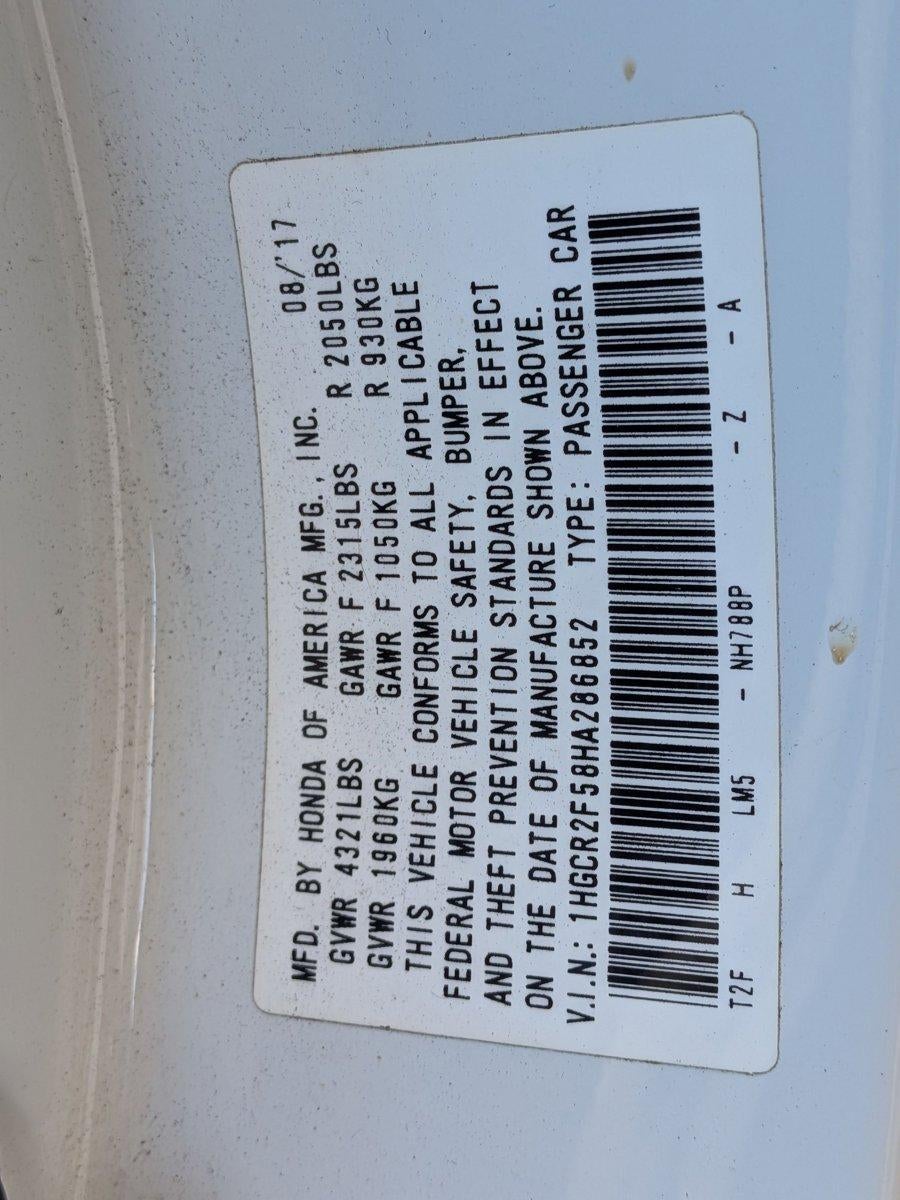 MFD. BY HONDA OF AMERICA MFG., INC. 08/'17
GVWR 4321LBS GAWR F 2315LBS R 2050LBS
GVWR 1960KG GAWR F 1050KG R 930KG
THIS VEHICLE CONFORMS TO ALL APPLICABLE
FEDERAL MOTOR VEHICLE SAFETY, BUMPER,
AND THEFT PREVENTION STANDARDS IN EFFECT
ON THE DATE OF MANUFACTURE SHOWN ABOVE.
V.I.N.: 1HGCR2F58HA286852 TYPE: PASSENGER CAR
T2F H LM5 - NH788P - Z - A